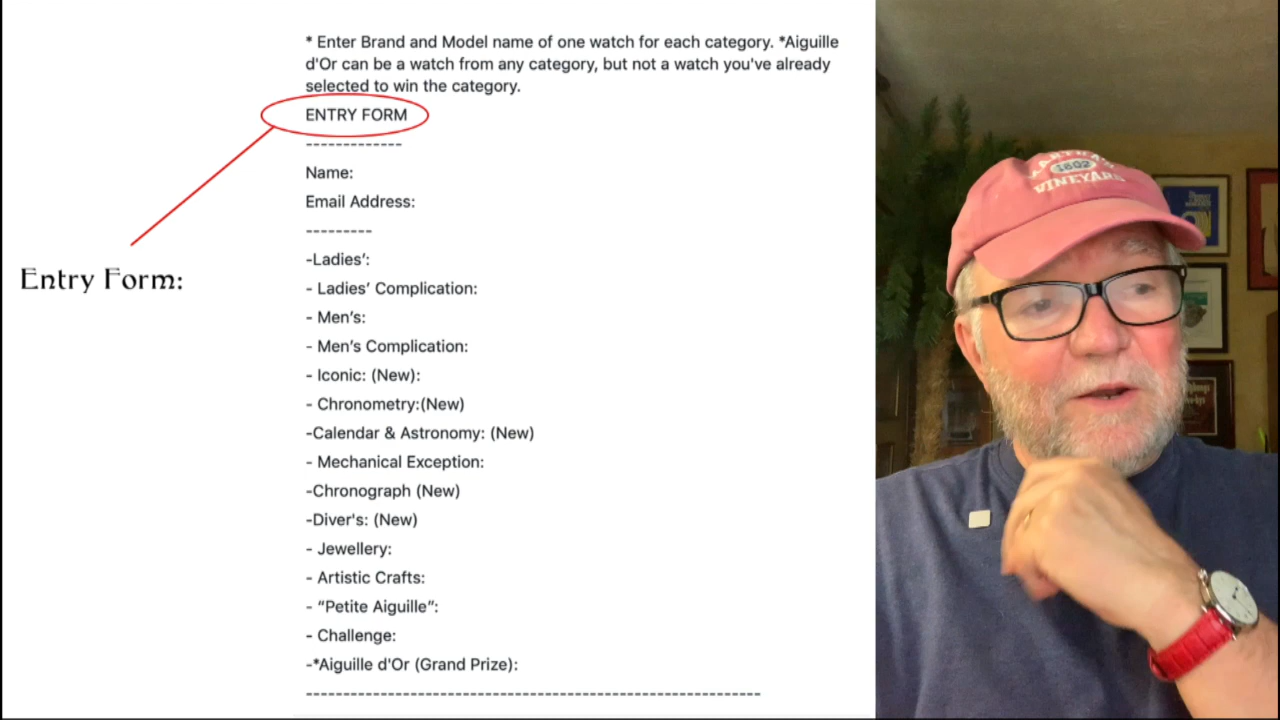 * Enter Brand and Model name of one watch for each category. *Aiguille
d'Or can be a watch from any category, but not a watch you've already
selected to win the category.
ENTRY FORM
-------------
Name:
Email Address:
---------
-Ladies’:
- Ladies’ Complication:
- Men’s:
- Men’s Complication:
- Iconic: (New):
- Chronometry:(New)
-Calendar & Astronomy: (New)
- Mechanical Exception:
-Chronograph (New)
-Diver's: (New)
- Jewellery:
- Artistic Crafts:
- “Petite Aiguille”:
- Challenge:
-*Aiguille d'Or (Grand Prize):
-------------------------------------------------------------
Entry Form:
MARTHA'S
1602
VINEYARD